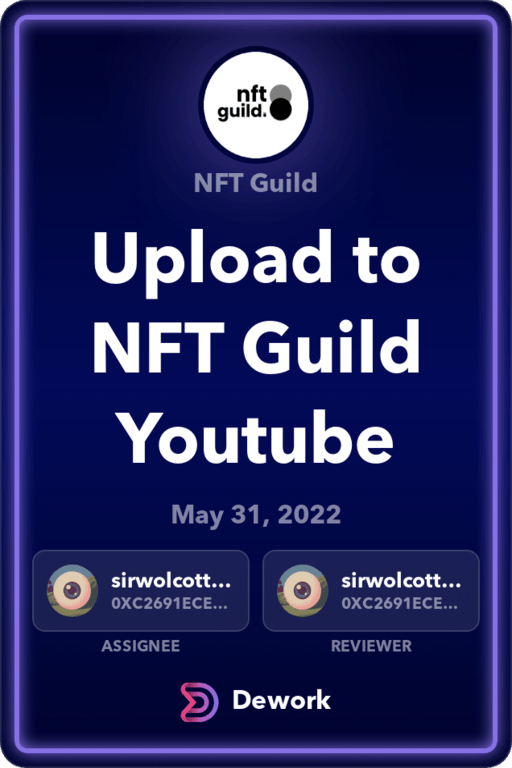 nft
guild.
NFT Guild
Upload to
NFT Guild
Youtube
May 31, 2022
sirwolcott... sirwolcott...
0XC2691ECE... 0XC2691ECE...
ASSIGNEE REVIEWER
Dework